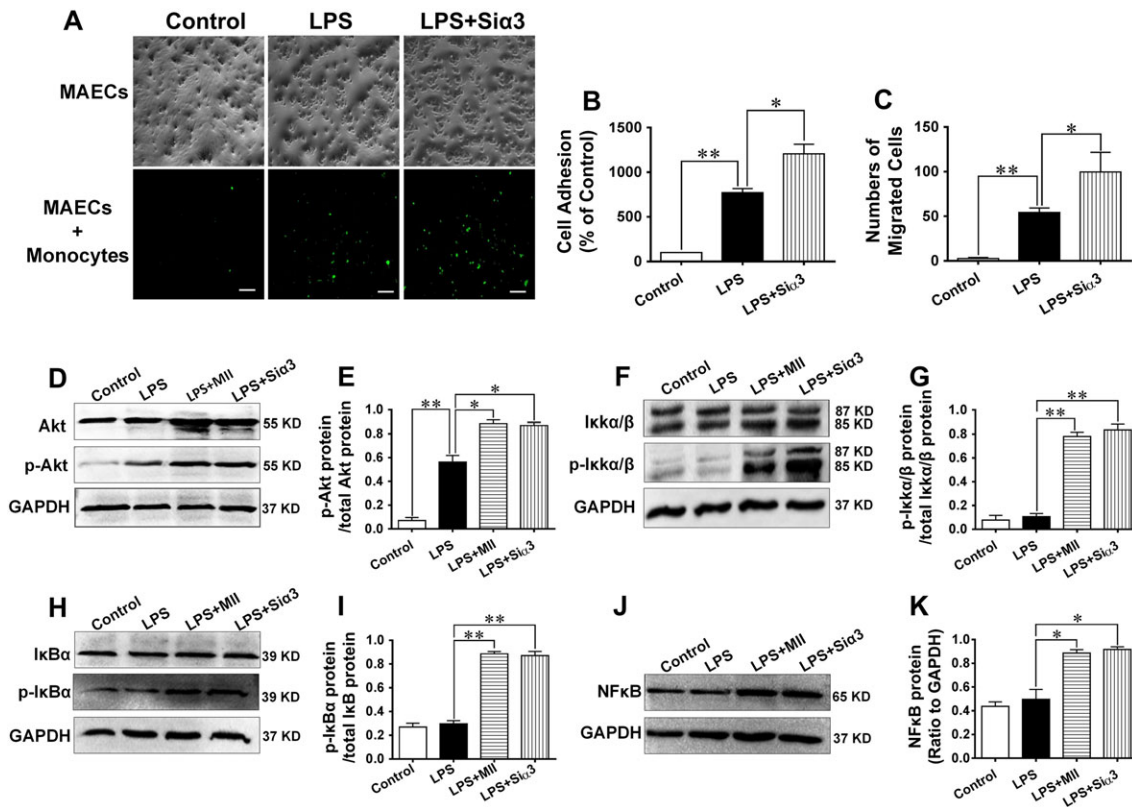 A
Control
LPS
LPS+Siα3
MAECs
MAECs
+
Monocytes
B
Cell Adhesion
(% of Control)
1500
1000
500
0
**
*
Control
LPS
LPS+Siα3
C
Numbers of
Migrated Cells
150
100
50
0
**
*
Control
LPS
LPS+Siα3
D
Control
LPS
LPS+MII
LPS+Siα3
Akt
55 KD
p-Akt
55 KD
GAPDH
37 KD
E
p-Akt protein
/total Akt protein
1.0
0.8
0.6
0.4
0.2
0.0
**
*
*
Control
LPS
LPS+MII
LPS+Siα3
F
Control
LPS
LPS+MII
LPS+Siα3
Iκκα/β
87 KD
85 KD
p-Iκκα/β
87 KD
85 KD
GAPDH
37 KD
G
p-Iκκα/β protein
/total Iκκα/β protein
1.0
0.8
0.6
0.4
0.2
0.0
**
**
Control
LPS
LPS+MII
LPS+Siα3
H
Control
LPS
LPS+MII
LPS+Siα3
IκBα
39 KD
p-IκBα
39 KD
GAPDH
37 KD
I
p-IκBα protein
/total IκB protein
1.0
0.8
0.6
0.4
0.2
0.0
**
**
Control
LPS
LPS+MII
LPS+Siα3
J
Control
LPS
LPS+MII
LPS+Siα3
NFκB
65 KD
GAPDH
37 KD
K
NFκB protein
(Ratio to GAPDH)
1.0
0.8
0.6
0.4
0.2
0.0
*
*
Control
LPS
LPS+MII
LPS+Siα3